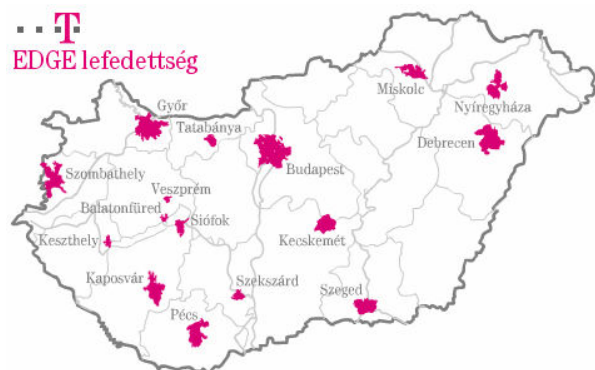 T
EDGE lefedettség
Miskolc
Nyíregyháza
Győr
Tatabánya
Debrecen
Budapest
Szombathely
Veszprém
Balatonfüred
Siófok
Keszthely
Kecskemét
Kaposvár
Szekszárd
Szeged
Pécs